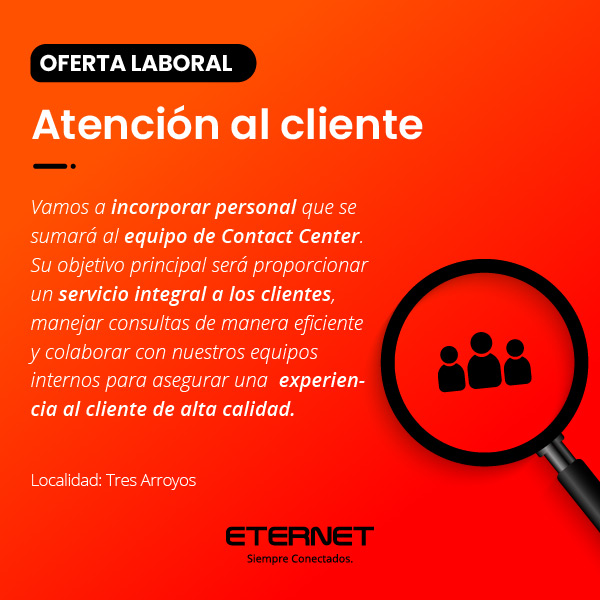 OFERTA LABORAL
Atención al cliente
Vamos a incorporar personal que se
sumará al equipo de Contact Center.
Su objetivo principal será proporcionar
un servicio integral a los clientes,
manejar consultas de manera eficiente
y colaborar con nuestros equipos
internos para asegurar una experien-
cia al cliente de alta calidad.
Localidad: Tres Arroyos
ETERNET
Siempre Conectados.